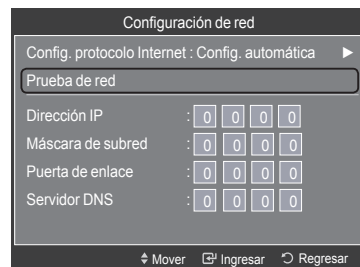 Configuración de red
Config. protocolo Internet : Config. automática ►
Prueba de red
Dirección IP : 0 0 0 0
Máscara de subred : 0 0 0 0
Puerta de enlace : 0 0 0 0
Servidor DNS : 0 0 0 0
Mover Ingresar Regresar